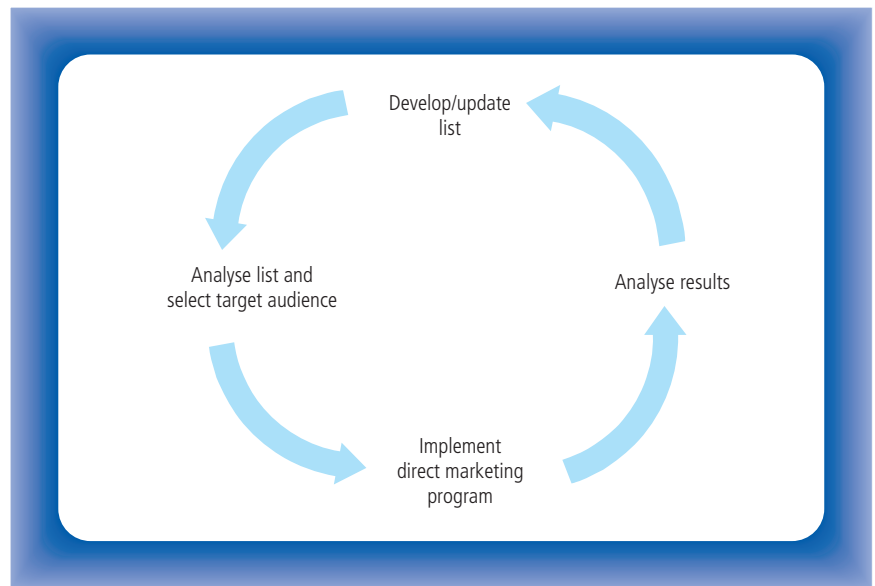 Develop/update
list
Analyse list and
select target audience
Analyse results
Implement
direct marketing
program